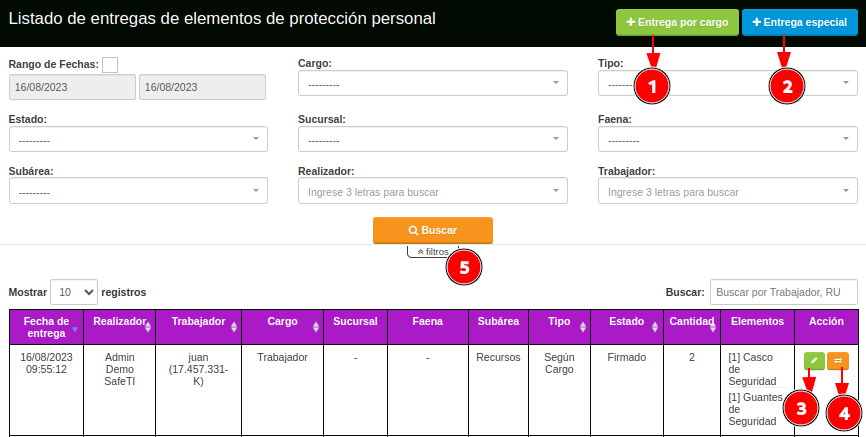 Listado de entregas de elementos de protección personal
+ Entrega por cargo
+ Entrega especial
1
2
Rango de Fechas:
16/08/2023
16/08/2023
Cargo:
---------
Tipo:
---------
Estado:
---------
Sucursal:
---------
Faena:
---------
Subárea:
---------
Realizador:
Ingrese 3 letras para buscar
Trabajador:
Ingrese 3 letras para buscar
Buscar
filtros
5
Mostrar 10 registros
Buscar: Buscar por Trabajador, RU
Fecha de entrega
Realizador
Trabajador
Cargo
Sucursal
Faena
Subárea
Tipo
Estado
Cantidad
Elementos
Acción
16/08/2023
09:55:12
Admin
Demo
SafeTI
juan
(17.457.331-
K)
Trabajador
-
-
Recursos
Según
Cargo
Firmado
2
[1] Casco
de
Seguridad
[1] Guantes
de
Seguridad
3
4